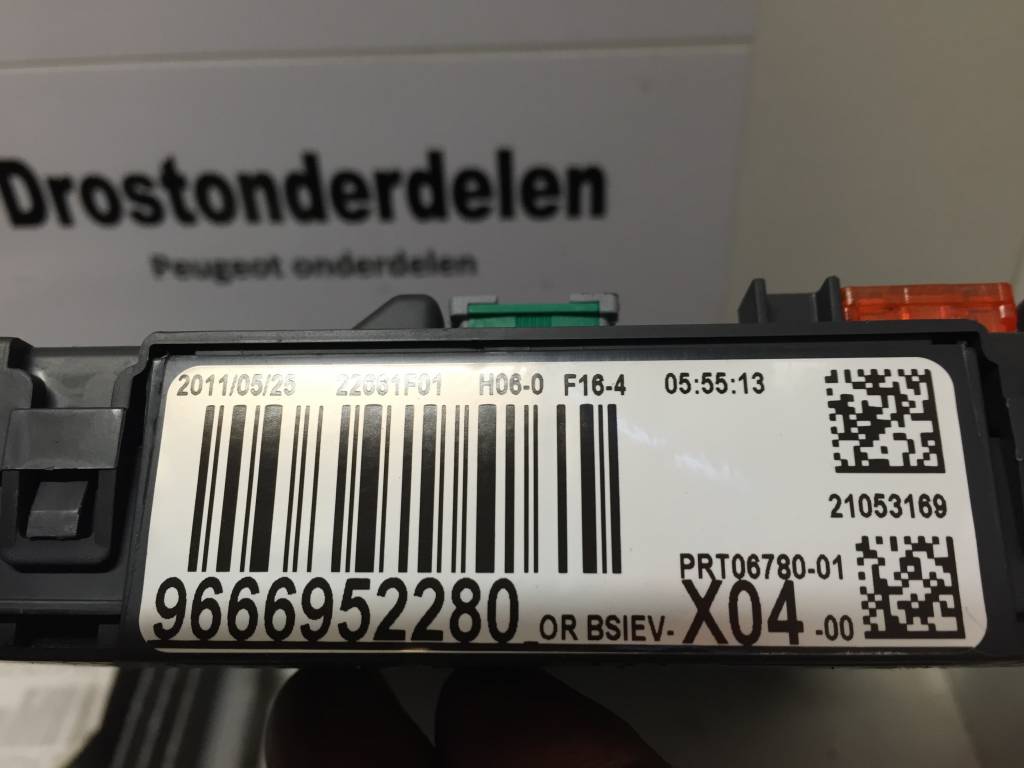 Drostonderdelen
Peugeot onderdelen
2011/05/25 22661F01 H06-0 F16-4 05:55:13
21053169
PRT06780-01
9666952280 OR BSIEV- X04 -00